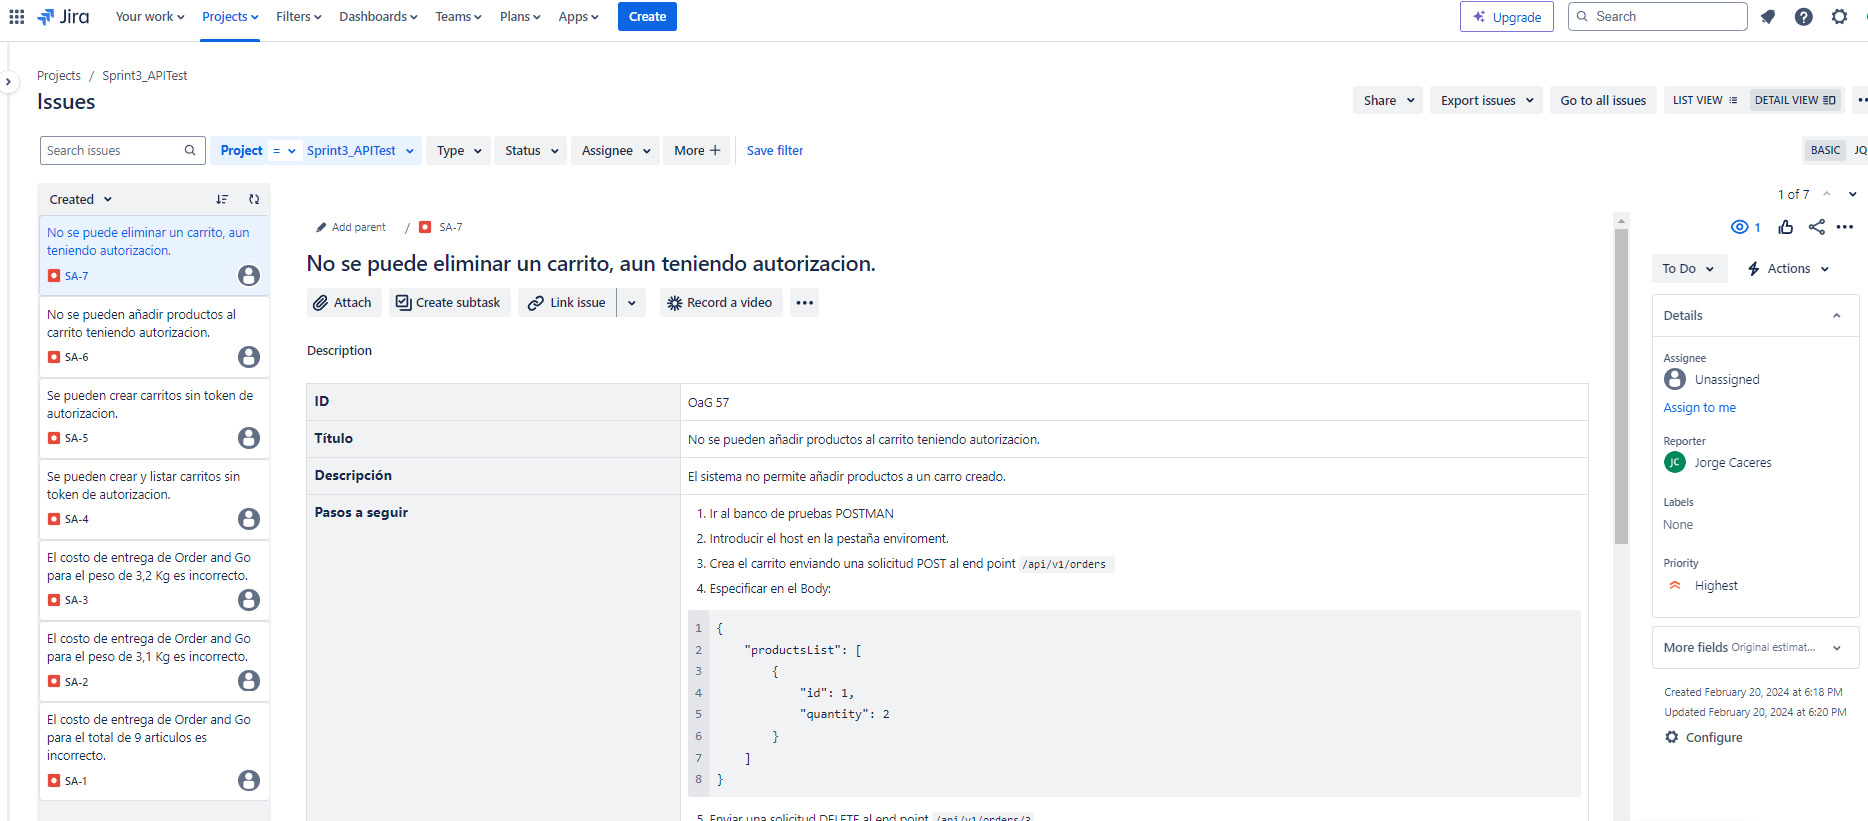 Jira
Your work
Projects
Filters
Dashboards
Teams
Plans
Apps
Create
Upgrade
Search
Projects / Sprint3_APITest
Issues
Share
Export issues
Go to all issues
LIST VIEW
DETAIL VIEW
Search issues
Project = Sprint3_APITest
Type
Status
Assignee
More
Save filter
BASIC
JQ
Created
No se puede eliminar un carrito, aun
teniendo autorizacion.
SA-7
No se pueden añadir productos al
carrito teniendo autorizacion.
SA-6
Se pueden crear carritos sin token de
autorizacion.
SA-5
Se pueden crear y listar carritos sin
token de autorizacion.
SA-4
El costo de entrega de Order and Go
para el peso de 3,2 Kg es incorrecto.
SA-3
El costo de entrega de Order and Go
para el peso de 3,1 Kg es incorrecto.
SA-2
El costo de entrega de Order and Go
para el total de 9 articulos es
incorrecto.
SA-1
Add parent / SA-7
No se puede eliminar un carrito, aun teniendo autorizacion.
Attach
Create subtask
Link issue
Record a video
Description
ID
OaG 57
Título
No se pueden añadir productos al carrito teniendo autorizacion.
Descripción
El sistema no permite añadir productos a un carro creado.
Pasos a seguir
1. Ir al banco de pruebas POSTMAN
2. Introducir el host en la pestaña enviroment.
3. Crea el carrito enviando una solicitud POST al end point /api/v1/orders
4. Especificar en el Body:
1 {
2 "productsList": [
3 {
4 "id": 1,
5 "quantity": 2
6 }
7 ]
8 }
5. Enviar una solicitud DELETE al end point /api/v1/orders/3
1 of 7
1
To Do
Actions
Details
Assignee
Unassigned
Assign to me
Reporter
JC Jorge Caceres
Labels
None
Priority
Highest
More fields Original estimat...
Created February 20, 2024 at 6:18 PM
Updated February 20, 2024 at 6:20 PM
Configure